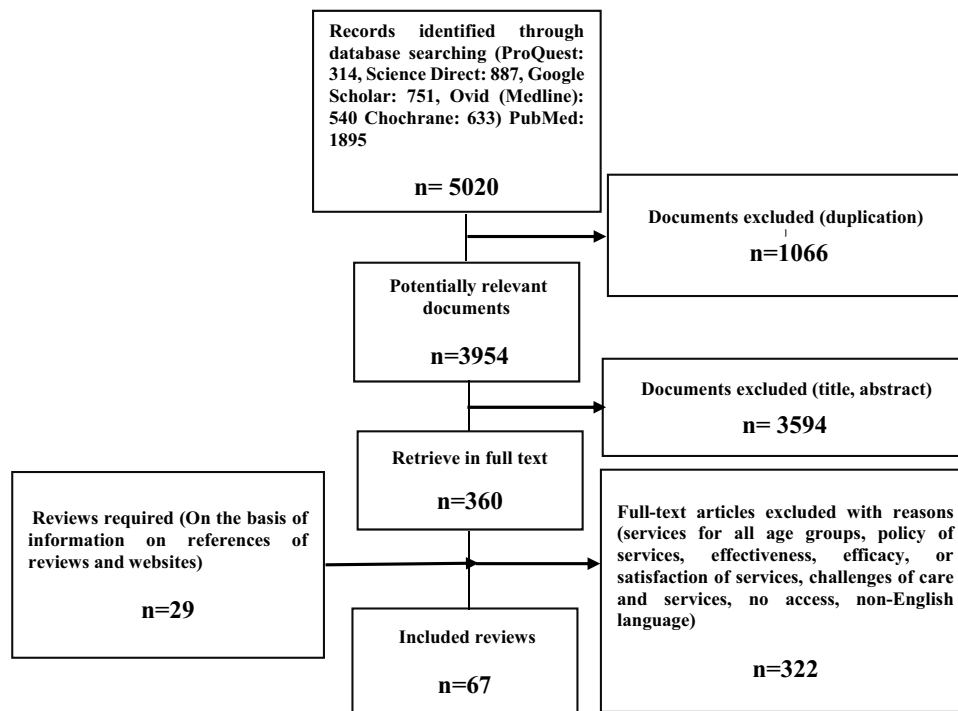 Records identified through
database searching (ProQuest:
314, Science Direct: 887, Google
Scholar: 751, Ovid (Medline):
540 Chochrane: 633) PubMed:
1895
n= 5020
Documents excluded (duplication)
n=1066
Potentially relevant
documents
n=3954
Documents excluded (title, abstract)
n= 3594
Retrieve in full text
n=360
Reviews required (On the basis of
information on references of
reviews and websites)
n=29
Full-text articles excluded with reasons
(services for all age groups, policy of
services, effectiveness, efficacy, or
satisfaction of services, challenges of care
and services, no access, non-English
language)
n=322
Included reviews
n=67